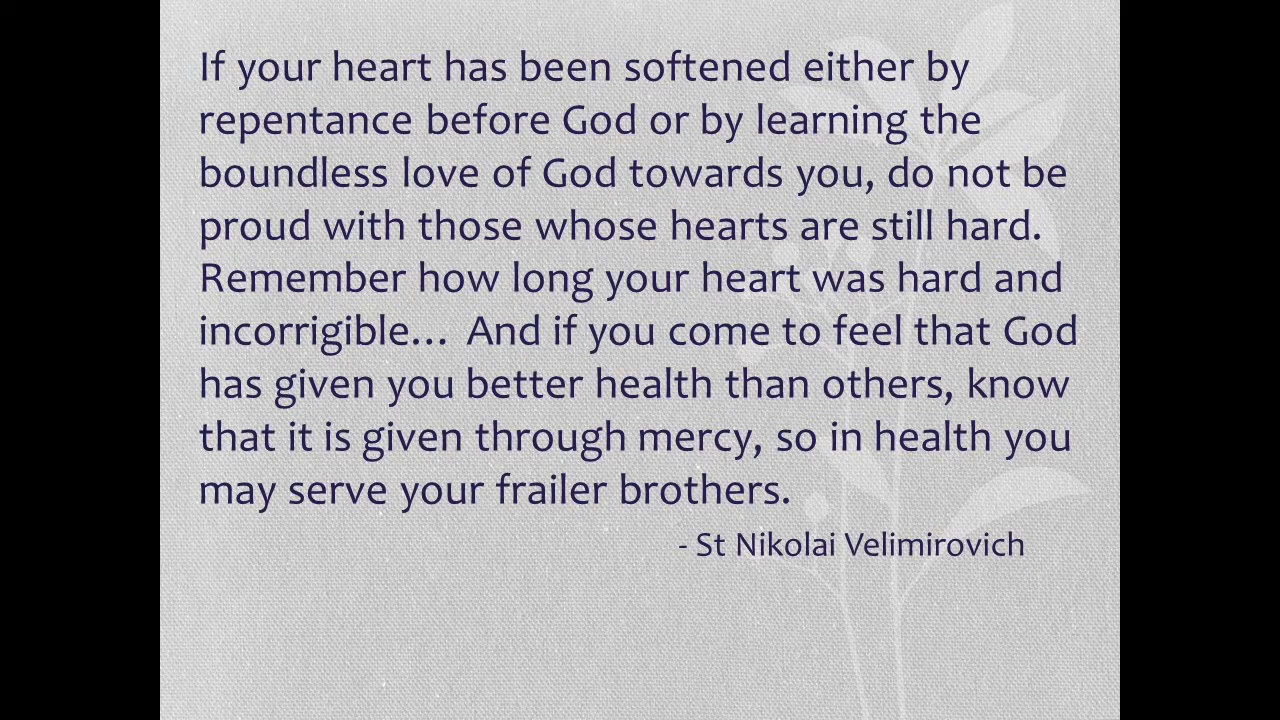 If your heart has been softened either by
repentance before God or by learning the
boundless love of God towards you, do not be
proud with those whose hearts are still hard.
Remember how long your heart was hard and
incorrigible… And if you come to feel that God
has given you better health than others, know
that it is given through mercy, so in health you
may serve your frailer brothers.
- St Nikolai Velimirovich